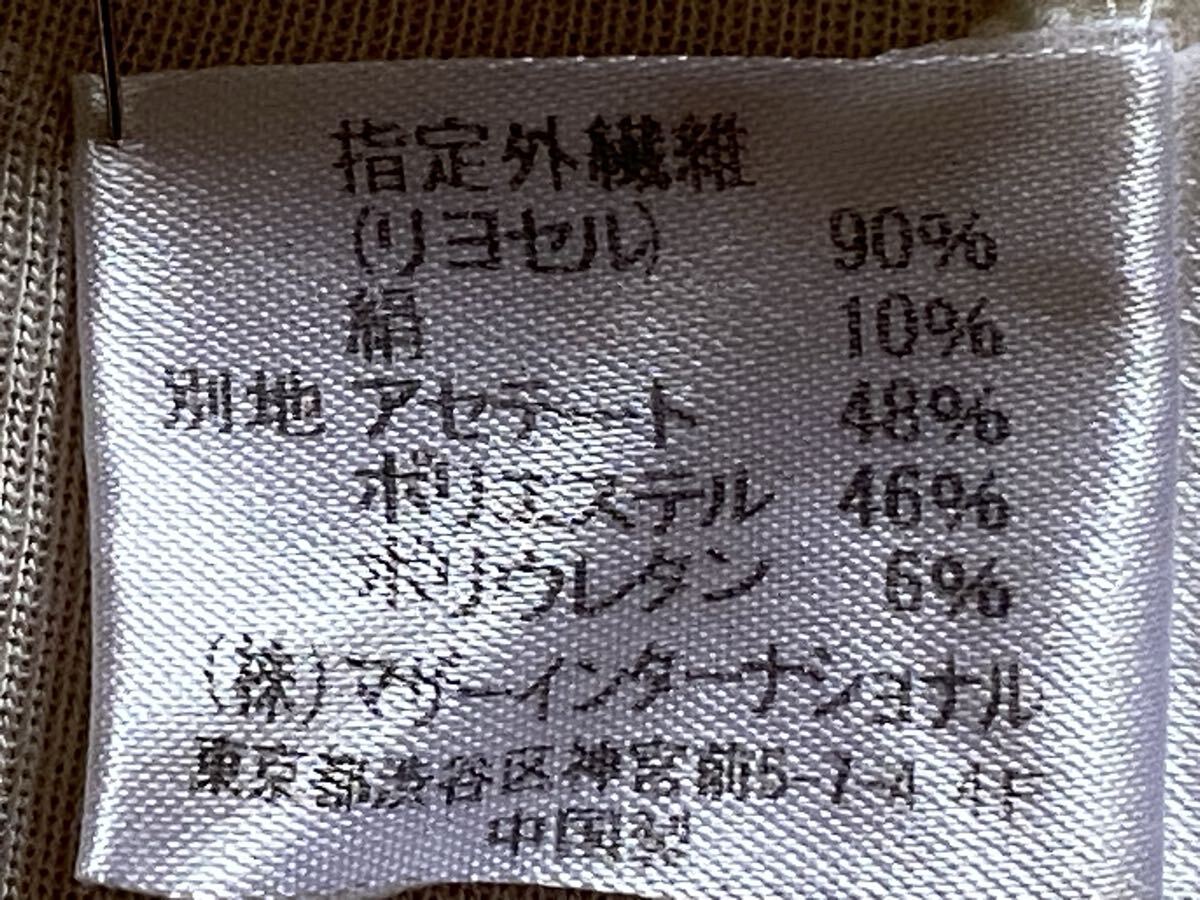 指定外繊維
(リヨセル) 90%
絹 10%
別地 アセテート 48%
ポリエステル 46%
ポリウレタン 6%
(株)マザーインターナショナル
東京都渋谷区神宮前5-7-4 4F
中国製